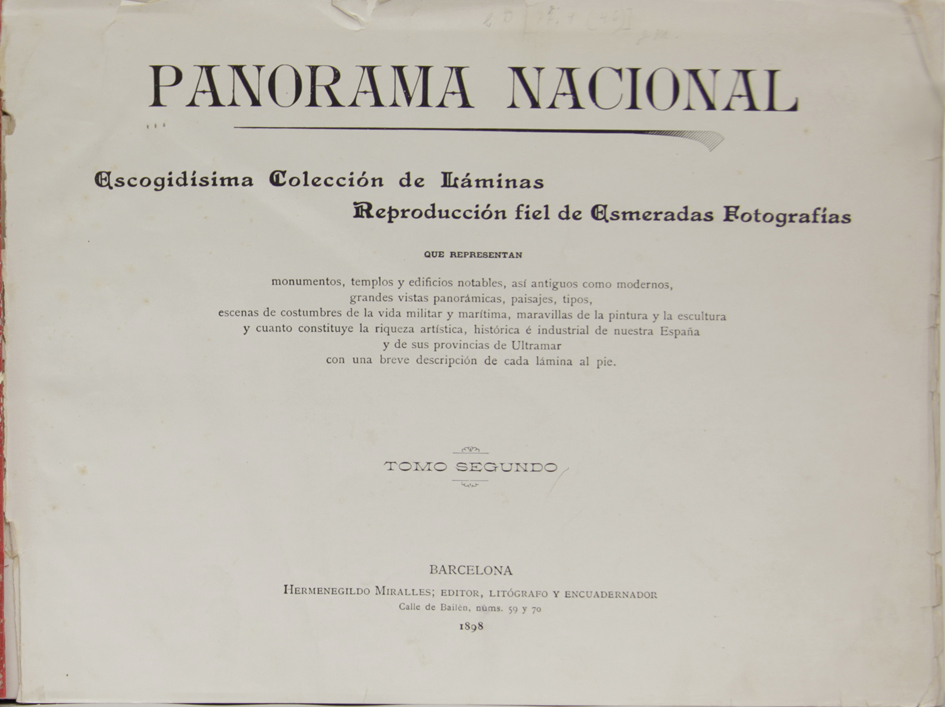 PANORAMA NACIONAL
Escogidísima Colección de Láminas
Reproducción fiel de Esmeradas Fotografías
QUE REPRESENTAN
monumentos, templos y edificios notables, así antiguos como modernos,
grandes vistas panorámicas, paisajes, tipos,
escenas de costumbres de la vida militar y marítima, maravillas de la pintura y la escultura
y cuanto constituye la riqueza artística, histórica é industrial de nuestra España
y de sus provincias de Ultramar
con una breve descripción de cada lámina al pie.
TOMO SEGUNDO
BARCELONA
HERMENEGILDO MIRALLES; EDITOR, LITÓGRAFO Y ENCUADERNADOR
Calle de Bailén, núms. 59 y 70
1898